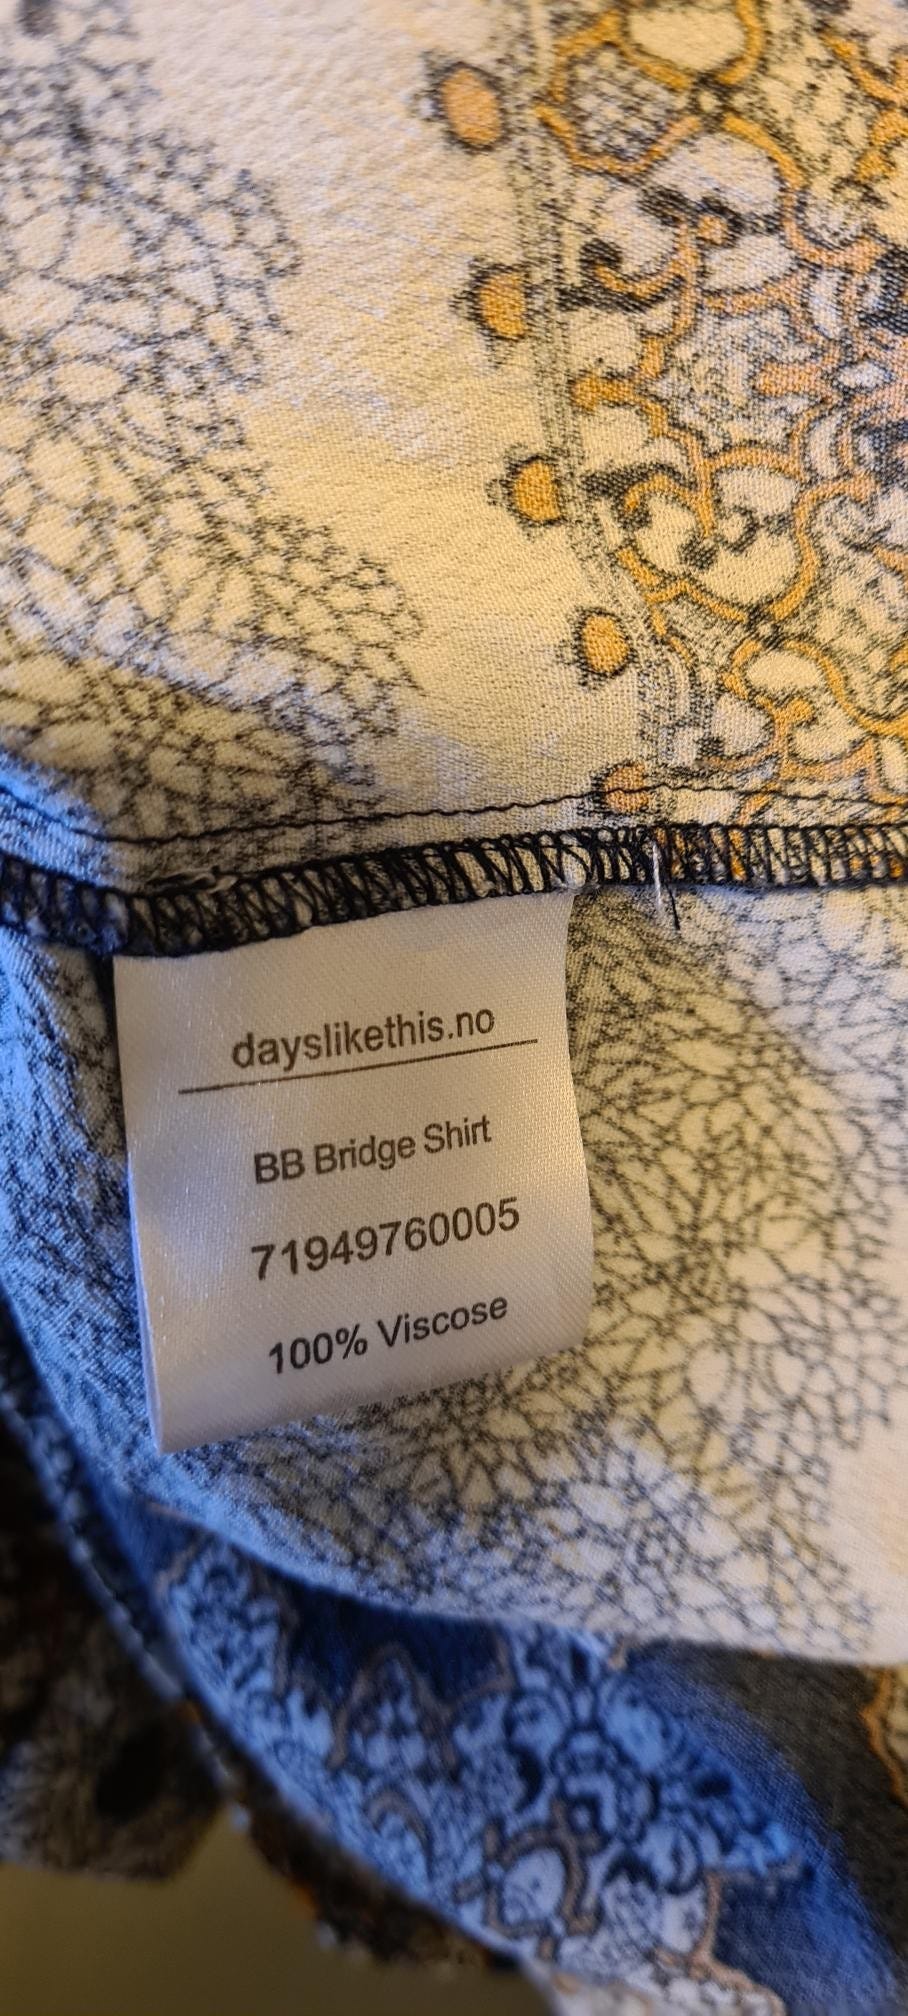 dayslikethis.no
BB Bridge Shirt
71949760005
100% Viscose